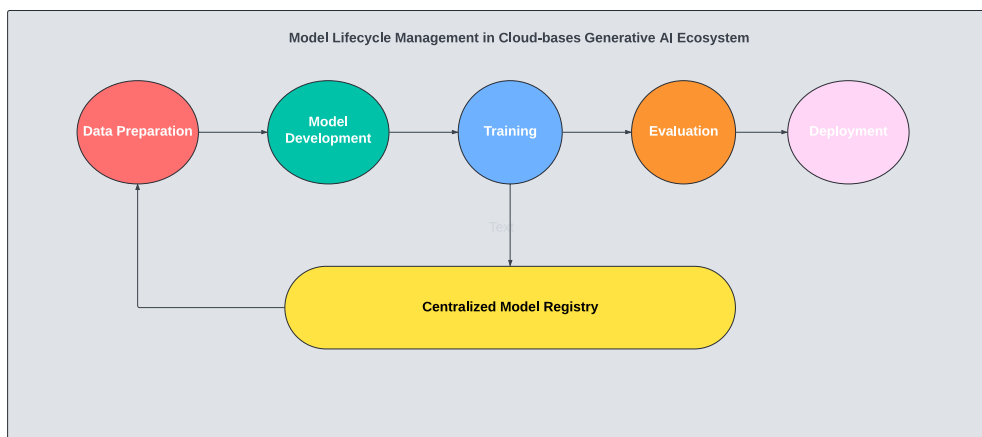 Model Lifecycle Management in Cloud-bases Generative AI Ecosystem
Data Preparation
Model
Development
Training
Evaluation
Deployment
Text
Centralized Model Registry